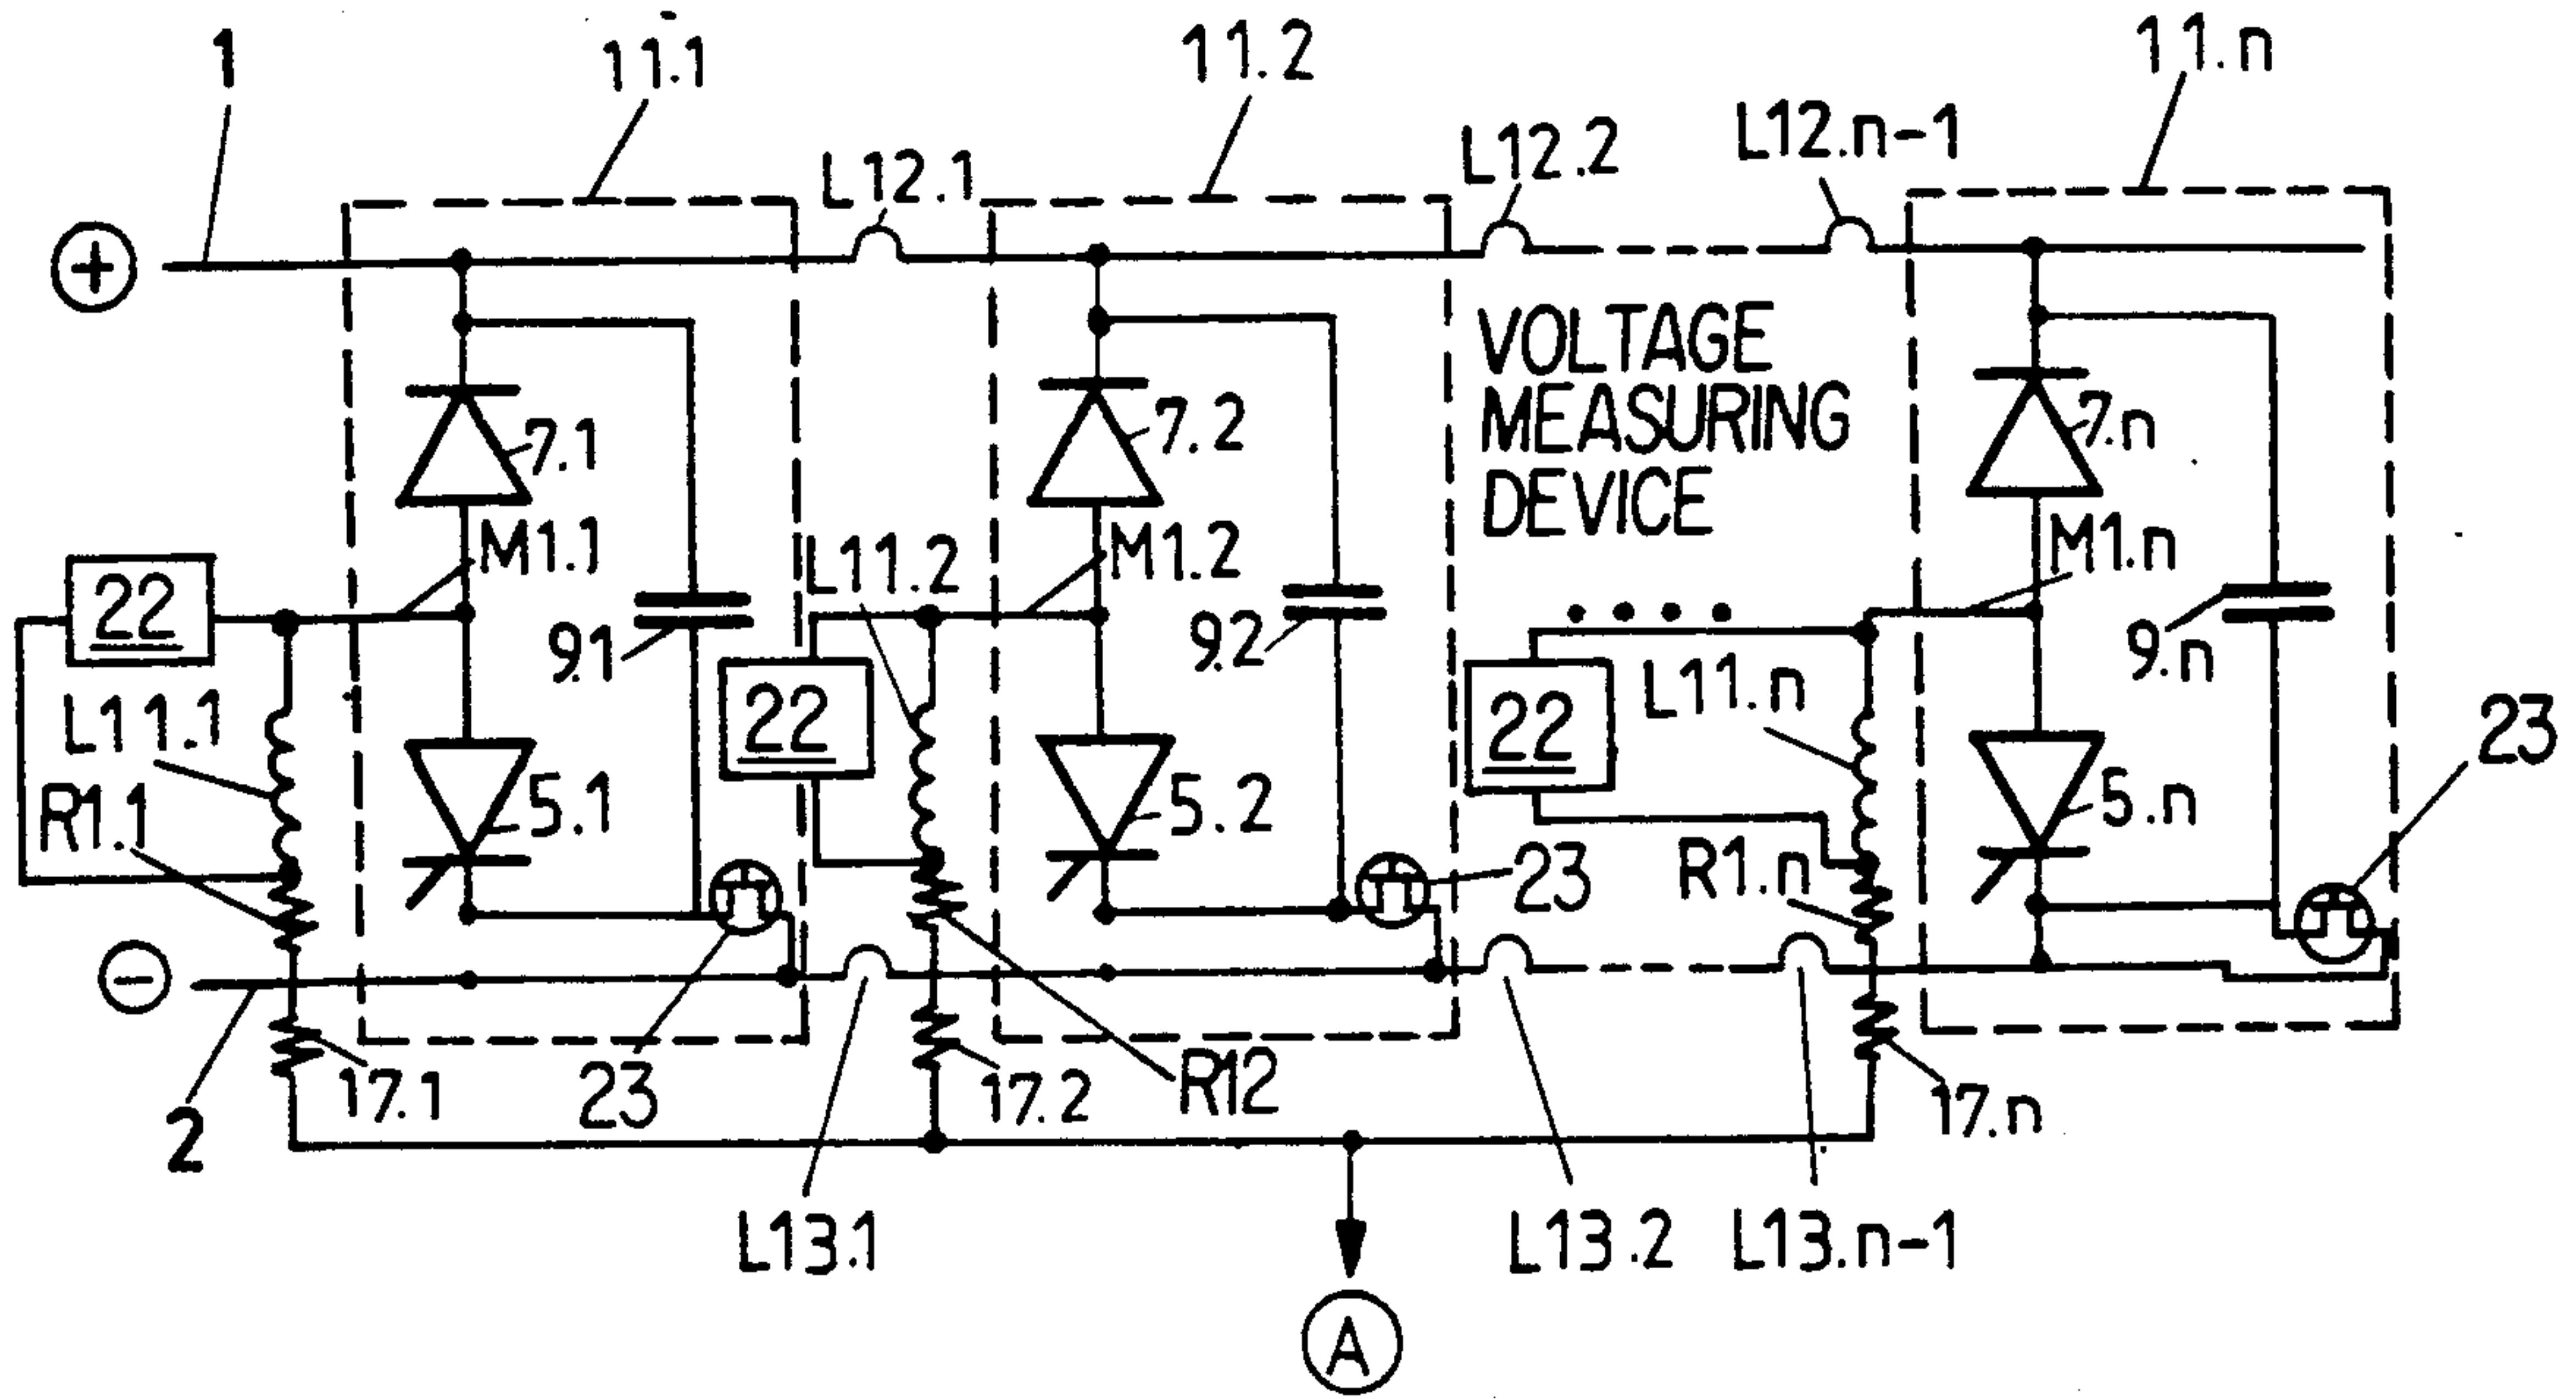 1
11.1
11.2
11.n
L12.1
L12.2
L12.n-1
+
VOLTAGE
MEASURING
DEVICE
7.1
7.2
7.n
M1.1
M1.2
M1.n
22
L11.2
9.1
9.2
9.n
L11.1
22
22
L11.n
23
R1.1
5.1
5.2
5.n
23
R1.n
−
17.1
23
17.2
R12
17.n
2
L13.1
L13.2
L13.n-1
A